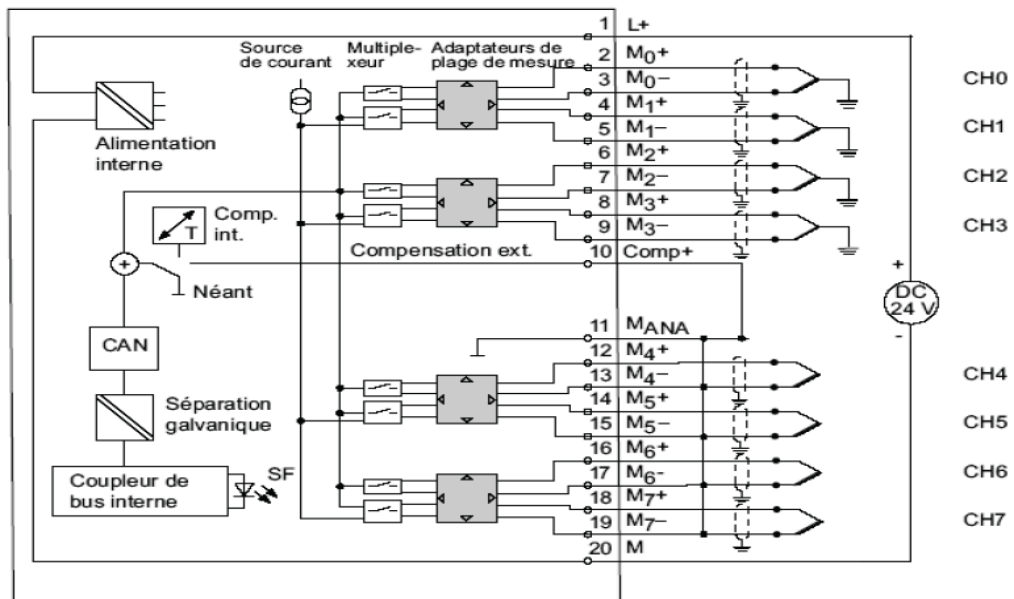 Source
de courant
Multiple-
xeur
Adaptateurs de
plage de mesure
Alimentation
interne
T
Comp.
int.
Compensation ext.
+
Néant
CAN
Séparation
galvanique
Coupleur de
bus interne
SF
1 L+
2 M0+
3 M0-
4 M1+
5 M1-
6 M2+
7 M2-
8 M3+
9 M3-
10 Comp+
11 MANA
12 M4+
13 M4-
14 M5+
15 M5-
16 M6+
17 M6-
18 M7+
19 M7-
20 M
CH0
CH1
CH2
CH3
+
DC
24 V
-
CH4
CH5
CH6
CH7